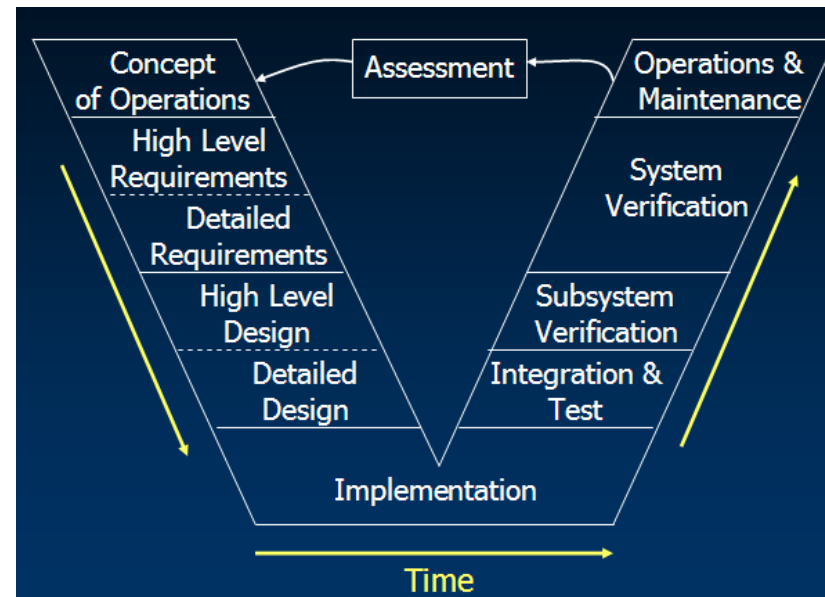 Concept
of Operations
High Level
Requirements
Detailed
Requirements
High Level
Design
Detailed
Design
Implementation
Assessment
Operations &
Maintenance
System
Verification
Subsystem
Verification
Integration &
Test
Time